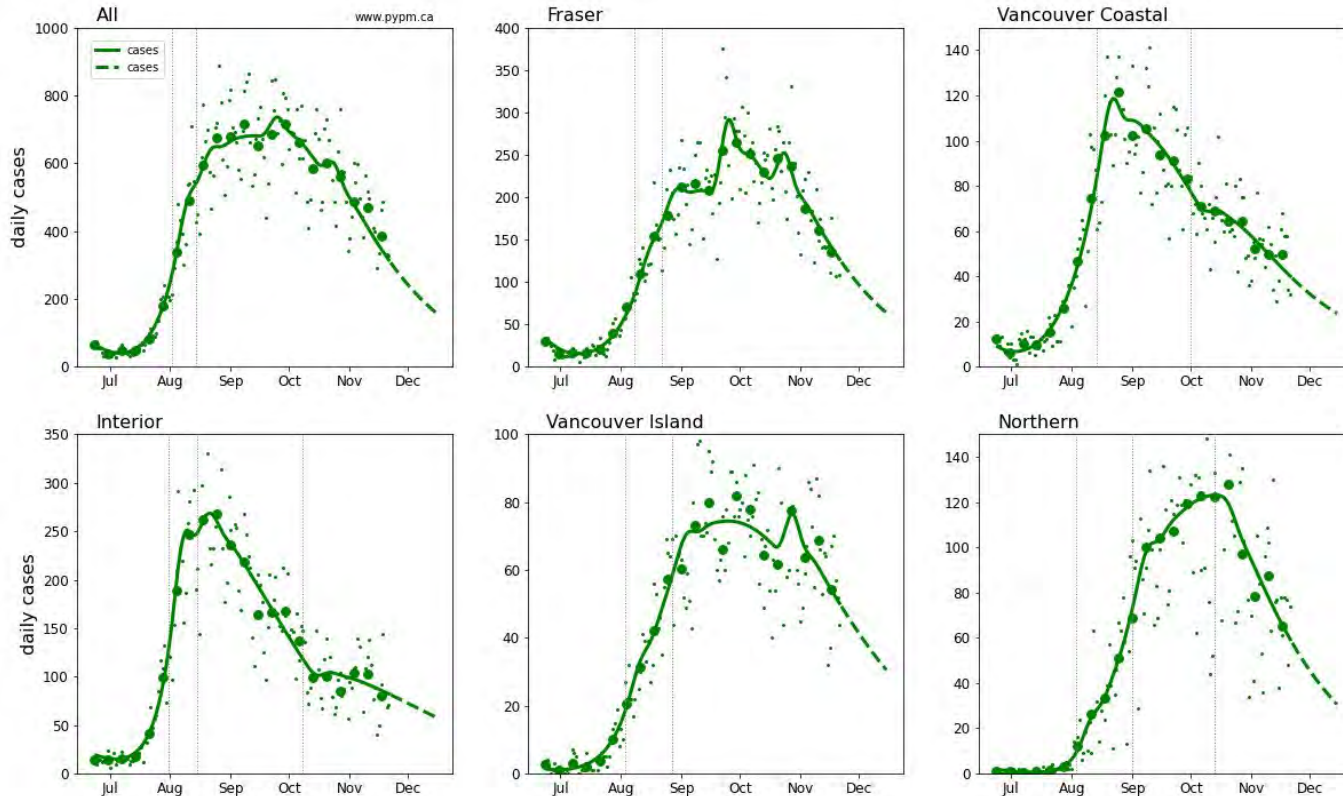 All www.pypm.ca
Fraser
Vancouver Coastal
cases
cases
daily cases
1000
800
600
400
200
0
Jul Aug Sep Oct Nov Dec
400
350
300
250
200
150
100
50
0
Jul Aug Sep Oct Nov Dec
140
120
100
80
60
40
20
0
Jul Aug Sep Oct Nov Dec
Interior
Vancouver Island
Northern
daily cases
350
300
250
200
150
100
50
0
Jul Aug Sep Oct Nov Dec
100
80
60
40
20
0
Jul Aug Sep Oct Nov Dec
140
120
100
80
60
40
20
0
Jul Aug Sep Oct Nov Dec